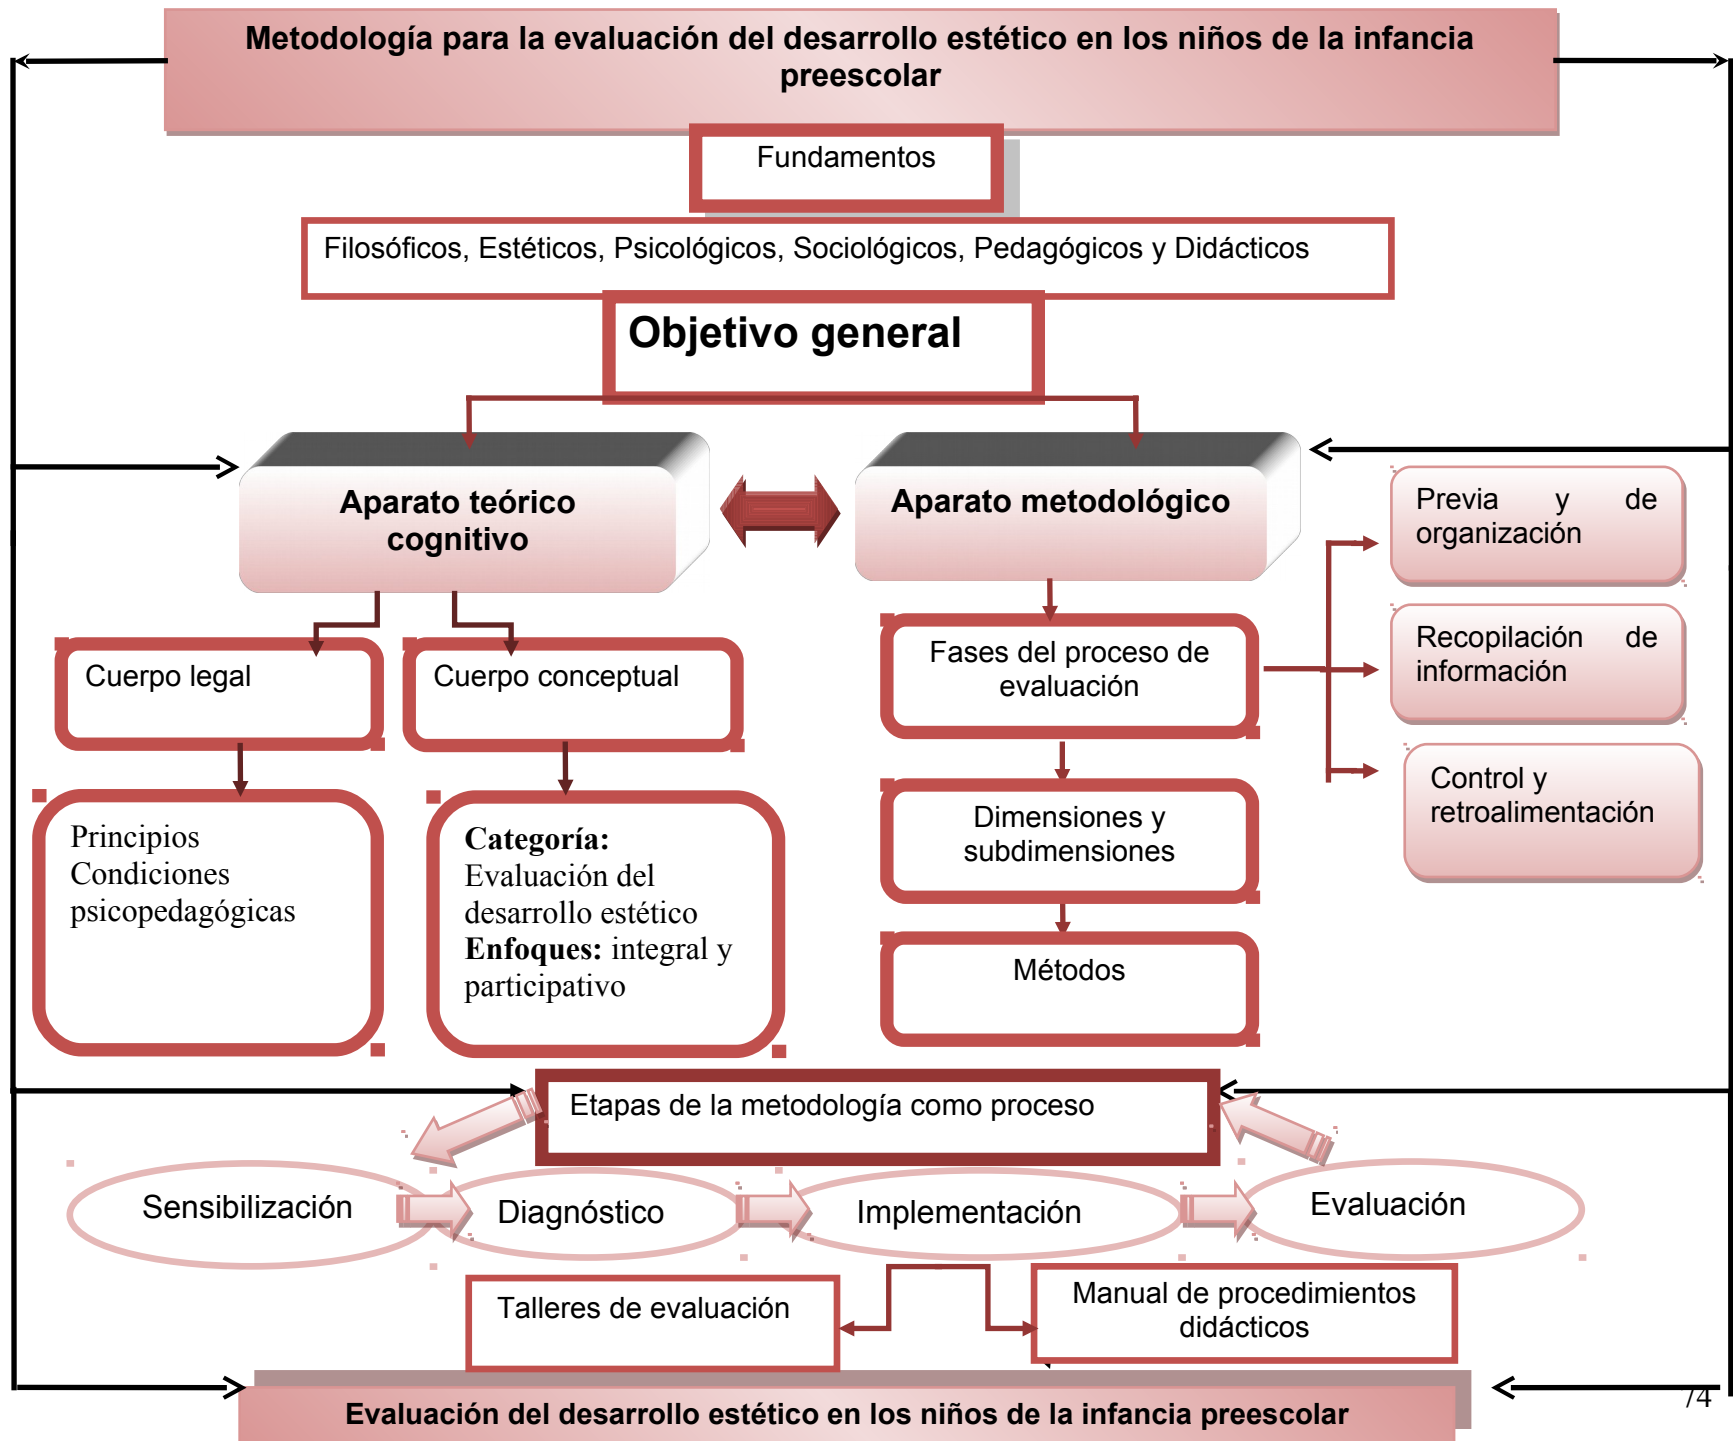 Metodología para la evaluación del desarrollo estético en los niños de la infancia
preescolar
Fundamentos
Filosóficos, Estéticos, Psicológicos, Sociológicos, Pedagógicos y Didácticos
Objetivo general
Aparato teórico
cognitivo
Aparato metodológico
Previa y de
organización
Recopilación de
información
Control y
retroalimentación
Cuerpo legal
Cuerpo conceptual
Fases del proceso de
evaluación
Principios
Condiciones
psicopedagógicas
Categoría:
Evaluación del
desarrollo estético
Enfoques: integral y
participativo
Dimensiones y
subdimensiones
Métodos
Etapas de la metodología como proceso
Sensibilización
Diagnóstico
Implementación
Evaluación
Talleres de evaluación
Manual de procedimientos
didácticos
Evaluación del desarrollo estético en los niños de la infancia preescolar
74